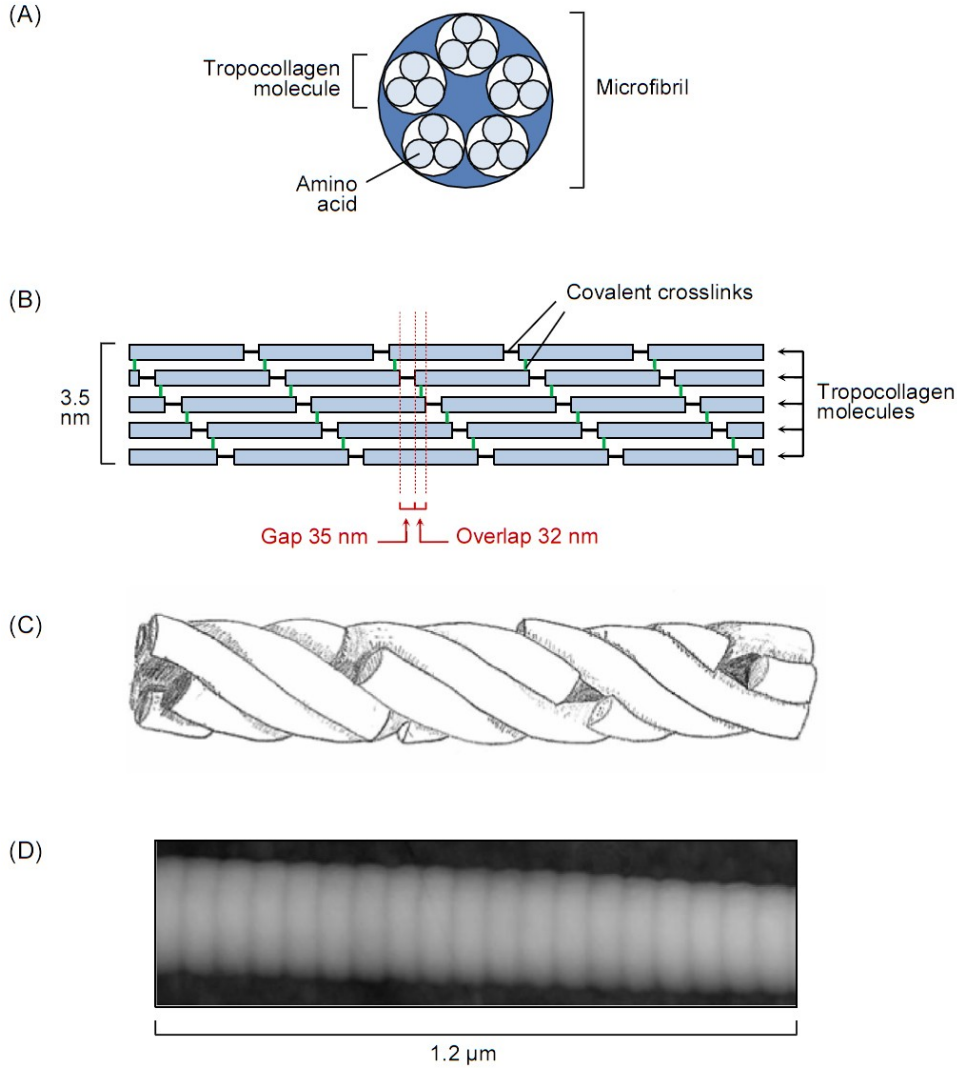 (A)
Tropocollagen
molecule
Microfibril
Amino
acid
(B)
Covalent crosslinks
3.5
nm
Tropocollagen
molecules
Gap 35 nm
Overlap 32 nm
(C)
(D)
1.2 µm